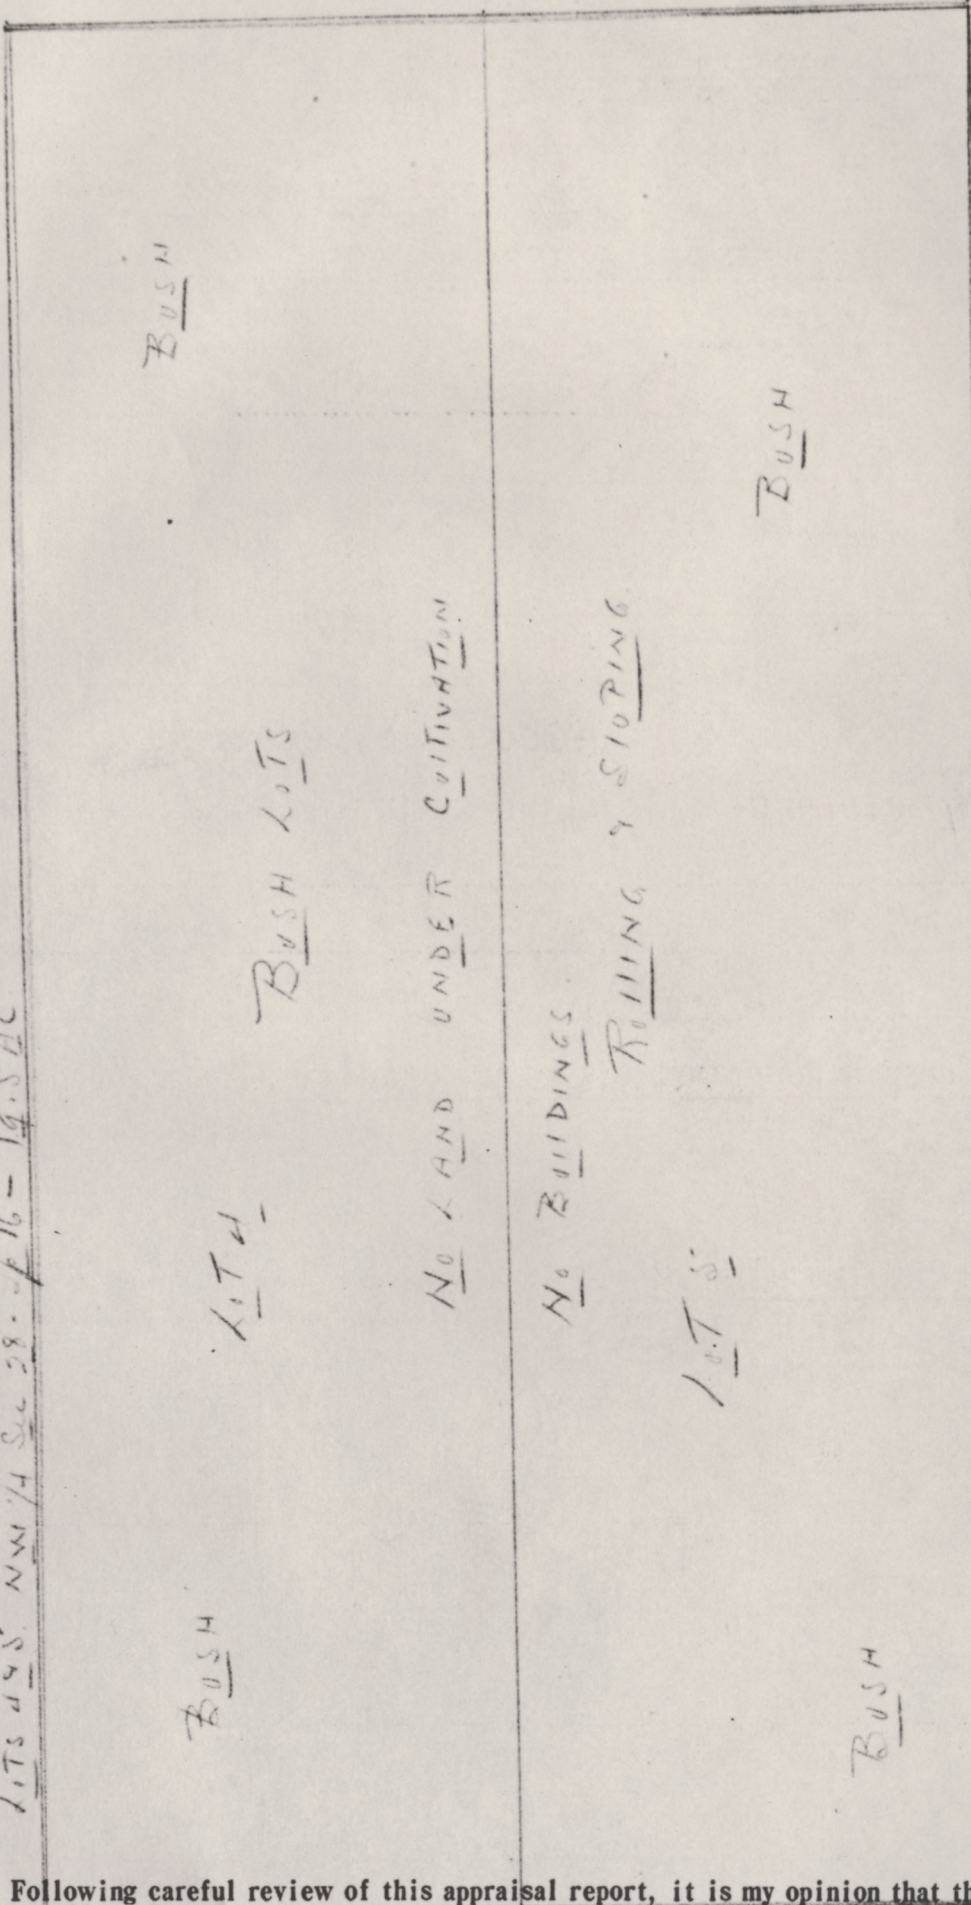 LOTS 4 & 5 NW 1/4 Sec 28 - 16 - 19.5 AC
BUSH
BUSH
LOT 4
BUSH LOTS
NO LAND UNDER CULTIVATION
NO BUILDINGS
ROLLING & SLOPING
LOT 5
BUSH
BUSH
Following careful review of this appraisal report, it is my opinion that th